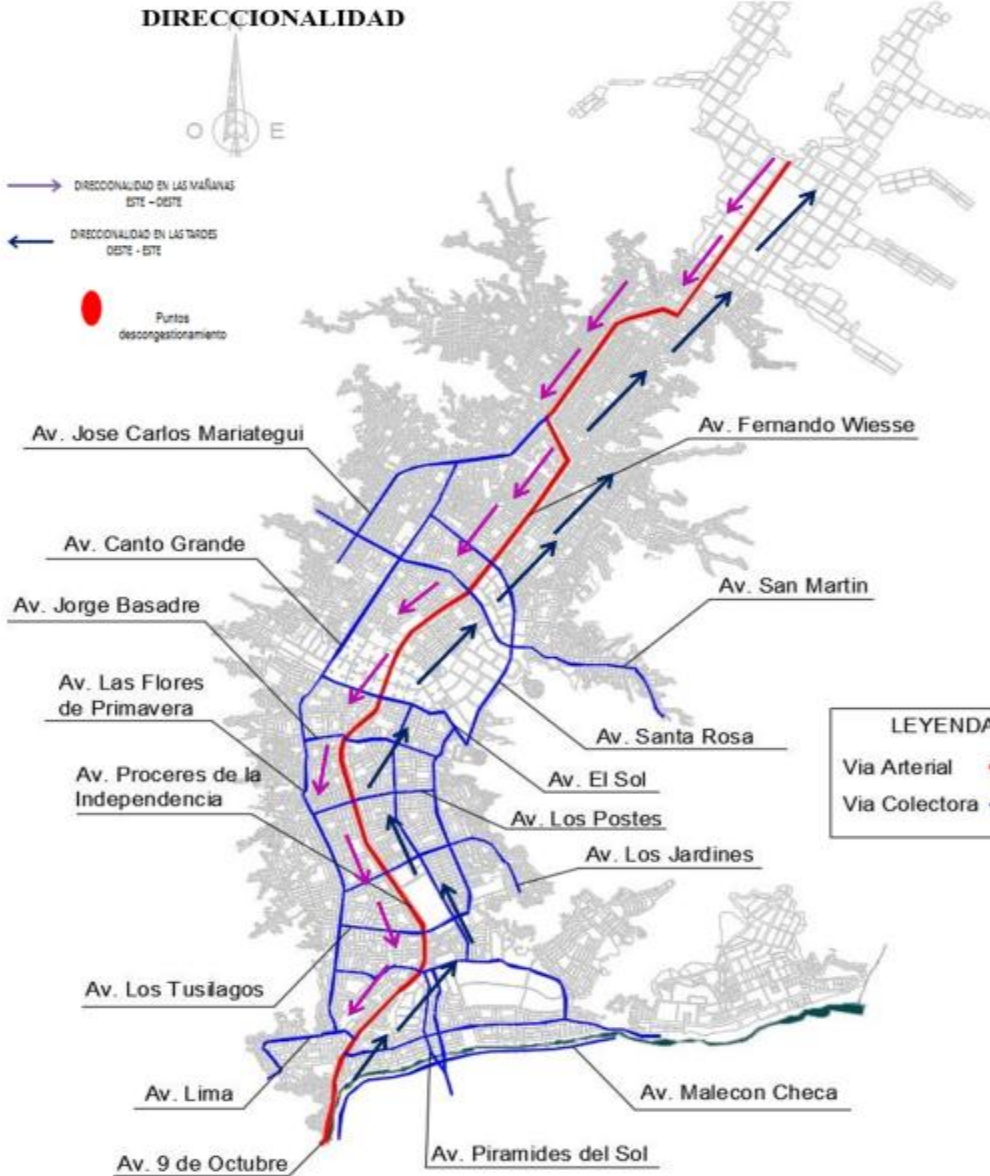 DIRECCIONALIDAD
N
O E
DIRECCIONALIDAD EN LAS MAÑANAS
ESTE – OESTE
DIRECCIONALIDAD EN LAS TARDES
OESTE - ESTE
Puntos
descongestionamiento
Av. Jose Carlos Mariategui
Av. Fernando Wiesse
Av. Canto Grande
Av. San Martin
Av. Jorge Basadre
Av. Las Flores
de Primavera
Av. Santa Rosa
LEYENDA
Via Arterial
Via Colectora
Av. Proceres de la
Independencia
Av. El Sol
Av. Los Postes
Av. Los Jardines
Av. Los Tusilagos
Av. Lima
Av. Malecon Checa
Av. 9 de Octubre
Av. Piramides del Sol